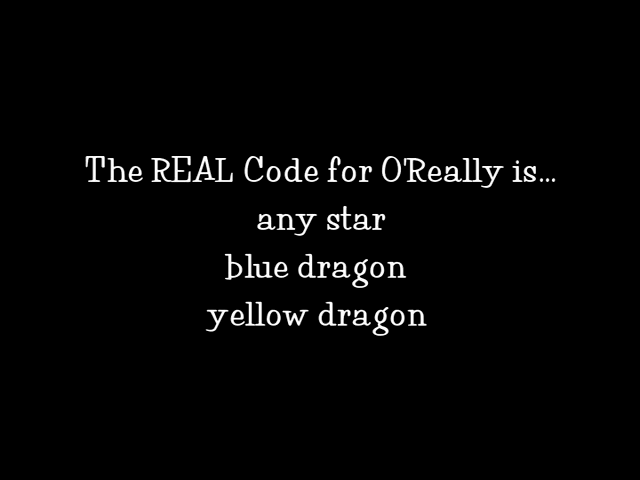 The REAL Code for O'Really is...
any star
blue dragon
yellow dragon